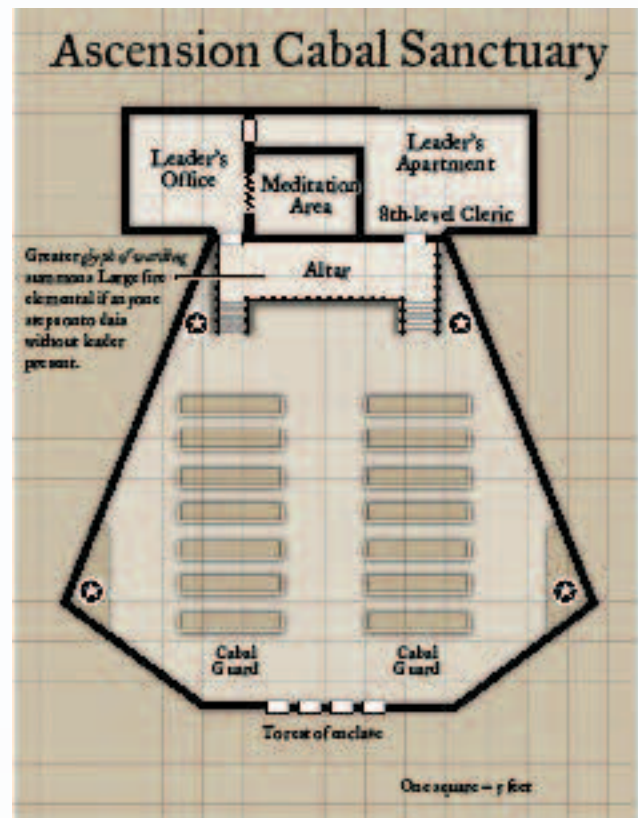 Ascension Cabal Sanctuary
Leader's
Office
Meditation
Area
Leader's
Apartment
8th-level Cleric
Greater glyph of warding
summons Large fire
elemental if anyone
steps onto dais
without leader
present.
Altar
Cabal
Guard
Cabal
Guard
To rest of enclave
One square = 5 feet